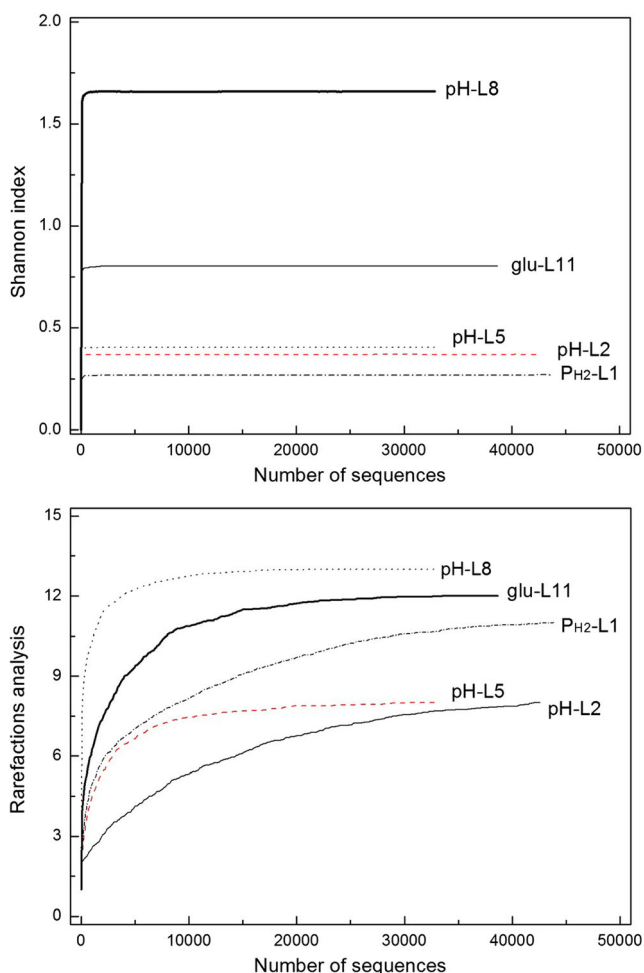 2.0
1.5
1.0
0.5
0.0
Shannon index
pH-L8
glu-L11
pH-L5
pH-L2
PH2-L1
0 10000 20000 30000 40000 50000
Number of sequences
15
12
9
6
3
0
Rarefactions analysis
pH-L8
glu-L11
PH2-L1
pH-L5
pH-L2
0 10000 20000 30000 40000 50000
Number of sequences